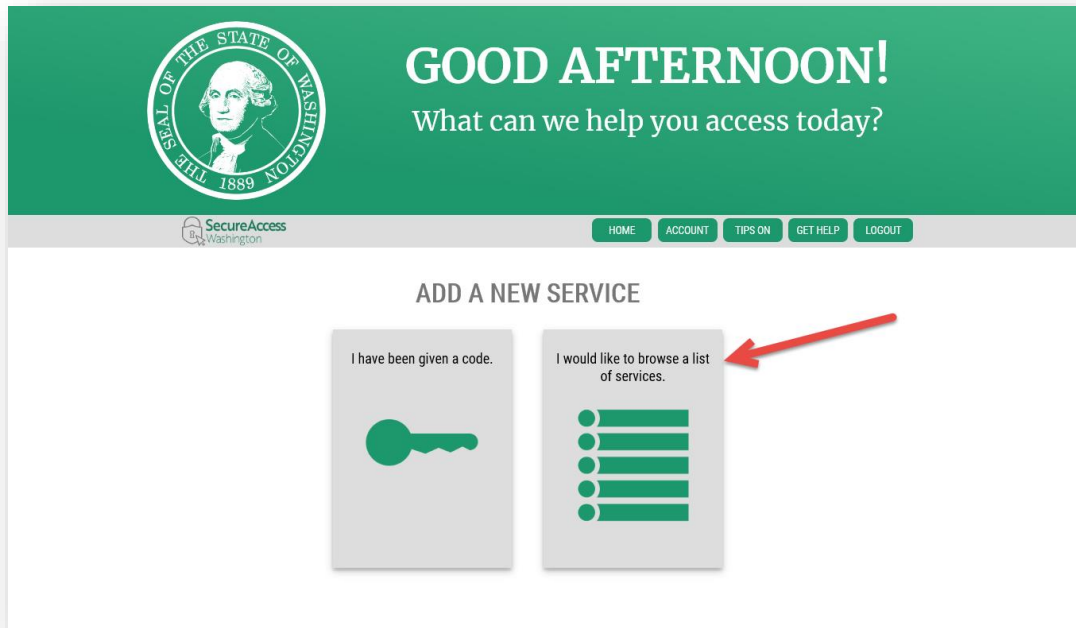 THE SEAL OF THE STATE OF WASHINGTON
1889
GOOD AFTERNOON!
What can we help you access today?
SecureAccess
Washington
HOME
ACCOUNT
TIPS ON
GET HELP
LOGOUT
ADD A NEW SERVICE
I have been given a code.
I would like to browse a list
of services.